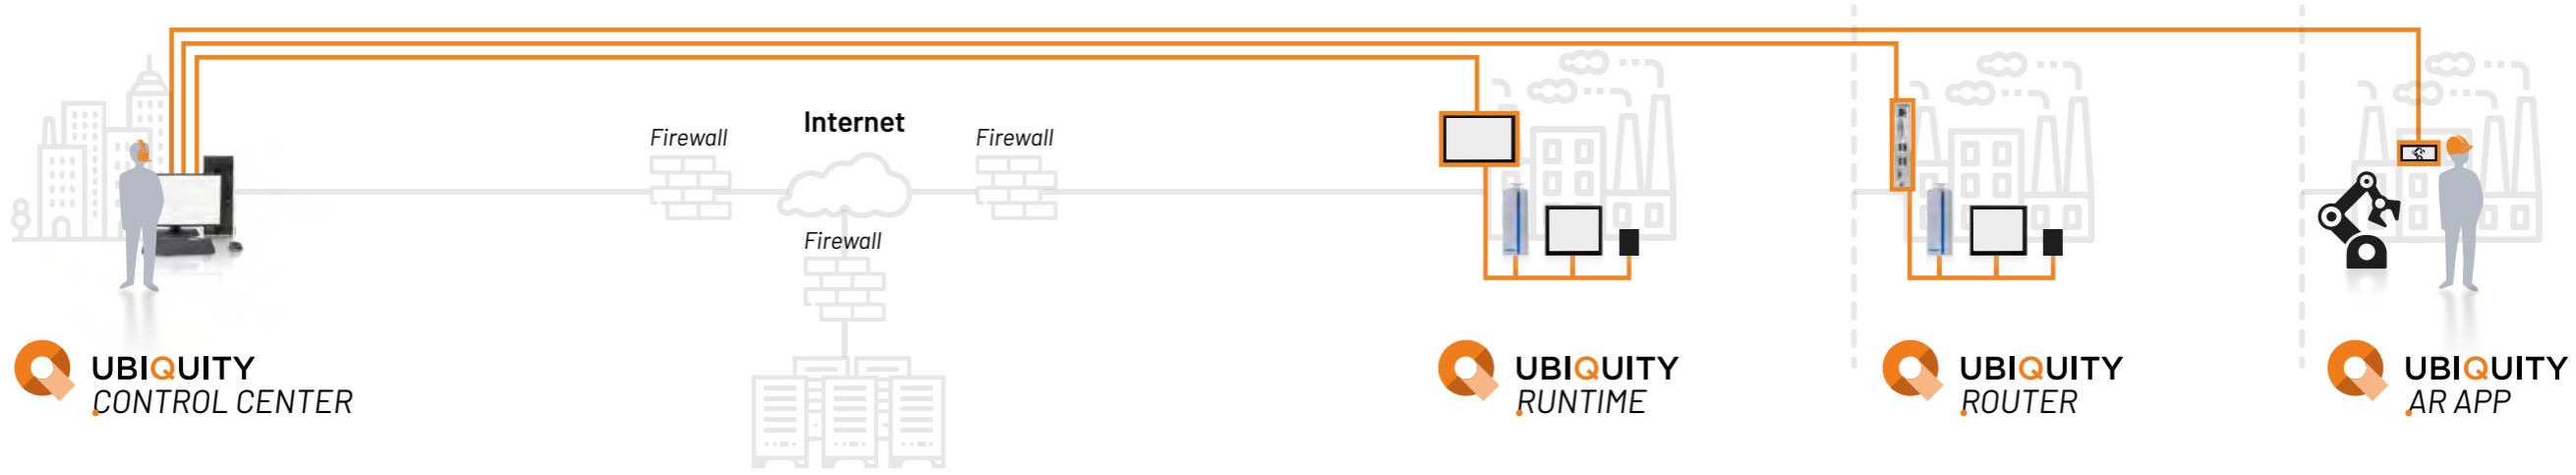 Internet
Firewall
Firewall
Firewall
UBIQUITY
CONTROL CENTER
UBIQUITY
RUNTIME
UBIQUITY
ROUTER
UBIQUITY
AR APP